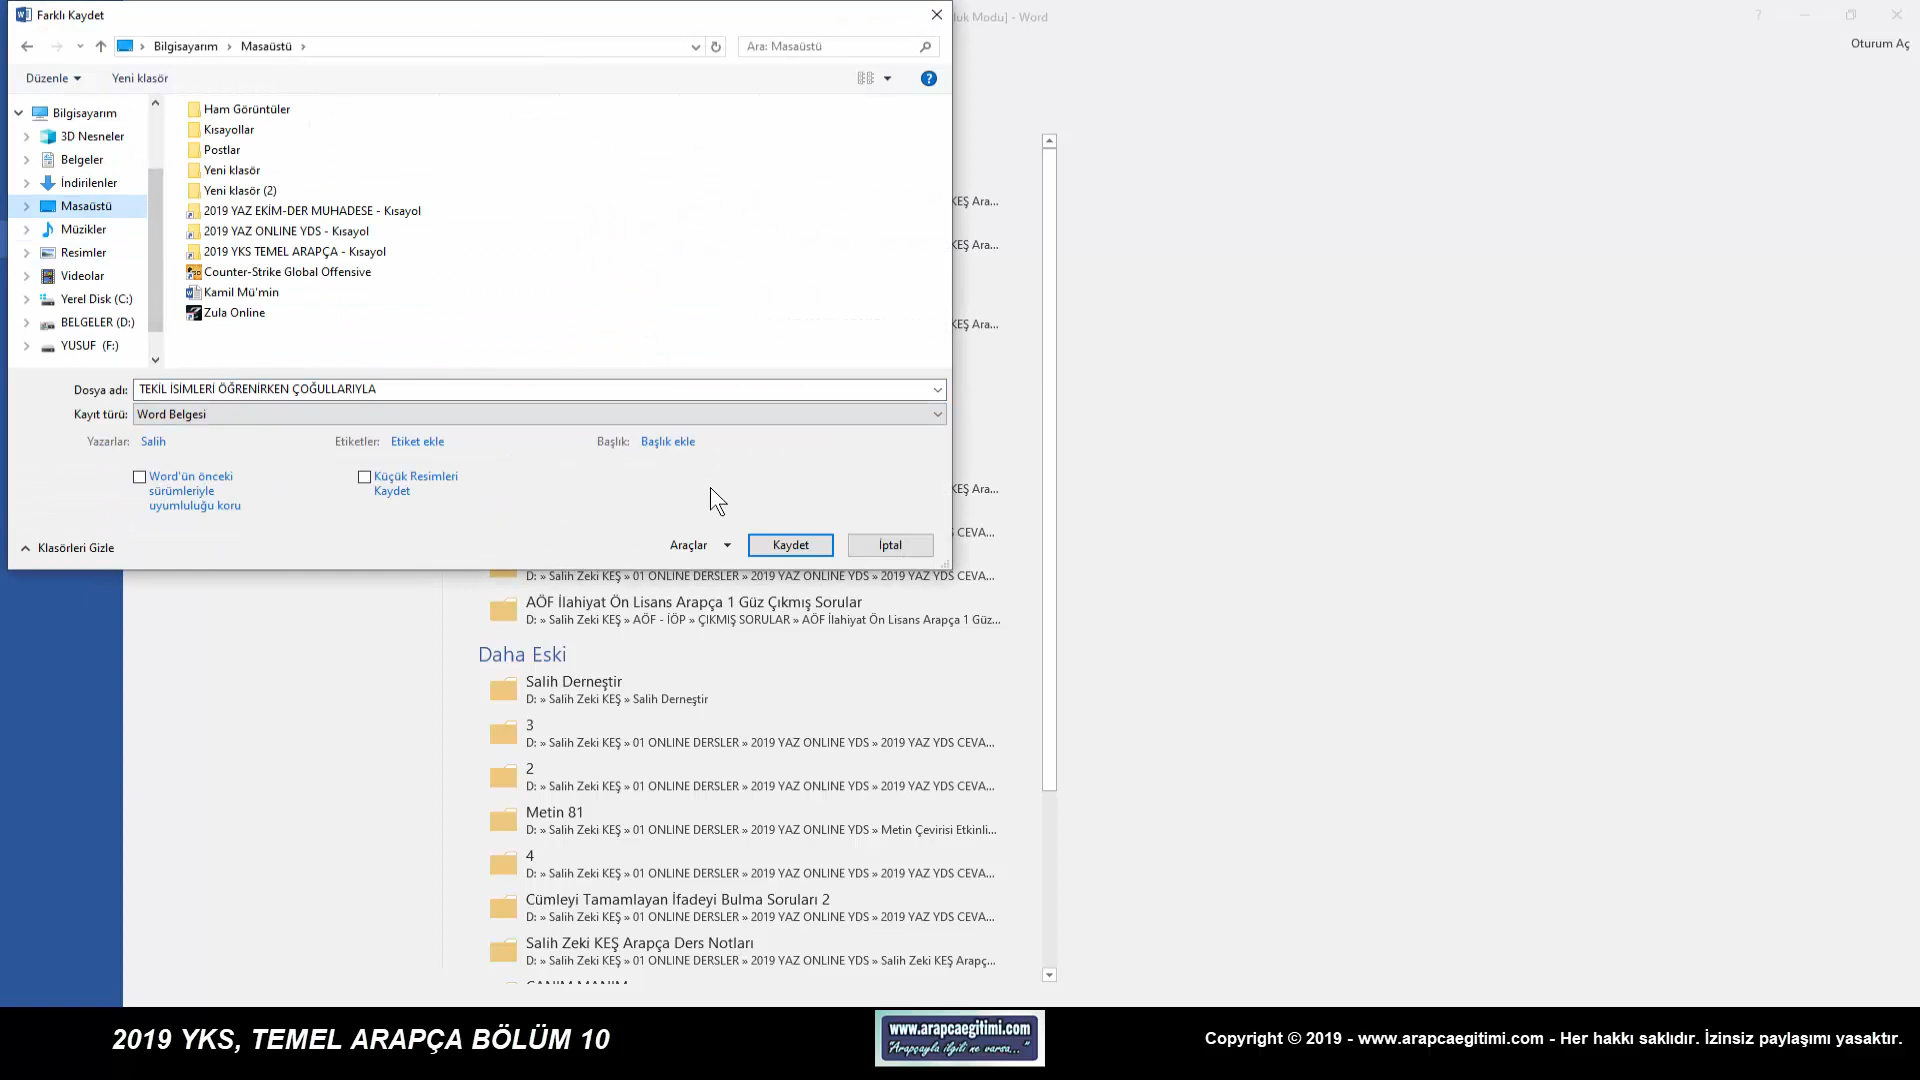 Farklı Kaydet
luk Modu] - Word
Oturum Aç
Bilgisayarım
Masaüstü
Ara: Masaüstü
Düzenle
Yeni klasör
Bilgisayarım
3D Nesneler
Belgeler
İndirilenler
Masaüstü
Müzikler
Resimler
Videolar
Yerel Disk (C:)
BELGELER (D:)
YUSUF (F:)
Ham Görüntüler
Kısayollar
Postlar
Yeni klasör
Yeni klasör (2)
2019 YAZ EKİM-DER MUHADESE - Kısayol
2019 YAZ ONLINE YDS - Kısayol
2019 YKS TEMEL ARAPÇA - Kısayol
Counter-Strike Global Offensive
Kamil Mü'min
Zula Online
KEŞ Ara...
KEŞ Ara...
KEŞ Ara...
Dosya adı: TEKİL İSİMLERİ ÖĞRENİRKEN ÇOĞULLARIYLA
Kayıt türü: Word Belgesi
Yazarlar: Salih
Etiketler: Etiket ekle
Başlık: Başlık ekle
Word'ün önceki
sürümleriyle
uyumluluğu koru
Küçük Resimleri
Kaydet
KEŞ Ara...
CEVA...
Klasörleri Gizle
Araçlar
Kaydet
İptal
D: » Salih Zeki KEŞ » 01 ONLINE DERSLER » 2019 YAZ ONLINE YDS » 2019 YAZ YDS CEVA...
AÖF İlahiyat Ön Lisans Arapça 1 Güz Çıkmış Sorular
D: » Salih Zeki KEŞ » AÖF - İÖP » ÇIKMIŞ SORULAR » AÖF İlahiyat Ön Lisans Arapça 1 Güz...
Daha Eski
Salih Derneştir
D: » Salih Zeki KEŞ » Salih Derneştir
3
D: » Salih Zeki KEŞ » 01 ONLINE DERSLER » 2019 YAZ ONLINE YDS » 2019 YAZ YDS CEVA...
2
D: » Salih Zeki KEŞ » 01 ONLINE DERSLER » 2019 YAZ ONLINE YDS » 2019 YAZ YDS CEVA...
Metin 81
D: » Salih Zeki KEŞ » 01 ONLINE DERSLER » 2019 YAZ ONLINE YDS » Metin Çevirisi Etkinli...
4
D: » Salih Zeki KEŞ » 01 ONLINE DERSLER » 2019 YAZ ONLINE YDS » 2019 YAZ YDS CEVA...
Cümleyi Tamamlayan İfadeyi Bulma Soruları 2
D: » Salih Zeki KEŞ » 01 ONLINE DERSLER » 2019 YAZ ONLINE YDS » 2019 YAZ YDS CEVA...
Salih Zeki KEŞ Arapça Ders Notları
D: » Salih Zeki KEŞ » 01 ONLINE DERSLER » 2019 YAZ ONLINE YDS » Salih Zeki KEŞ Arapç...
2019 YKS, TEMEL ARAPÇA BÖLÜM 10
www.arapcaegitimi.com
"Arapçayla ilgili ne varsa..."
Copyright © 2019 - www.arapcaegitimi.com - Her hakkı saklıdır. İzinsiz paylaşımı yasaktır.